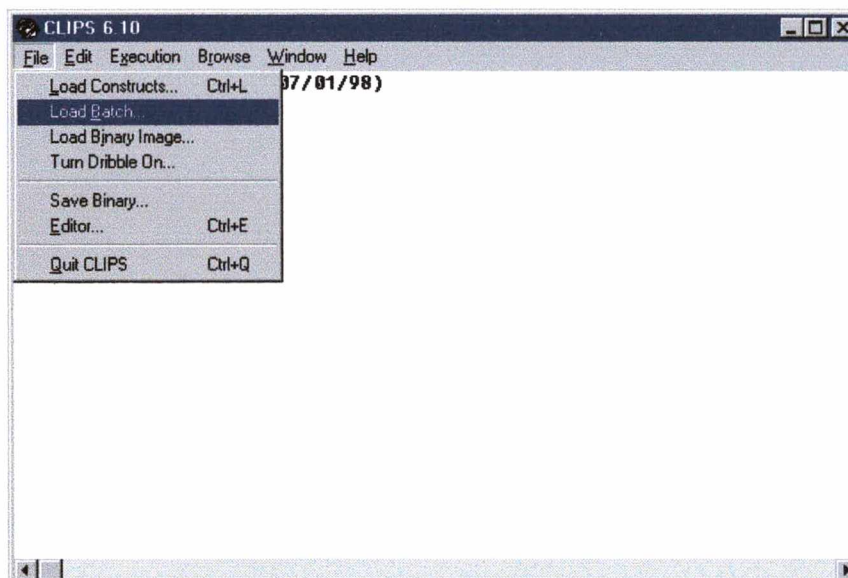 CLIPS 6.10
File Edit Execution Browse Window Help
07/01/98)
Load Constructs... Ctrl+L
Load Batch...
Load Binary Image...
Turn Dribble On...
Save Binary...
Editor... Ctrl+E
Quit CLIPS Ctrl+Q